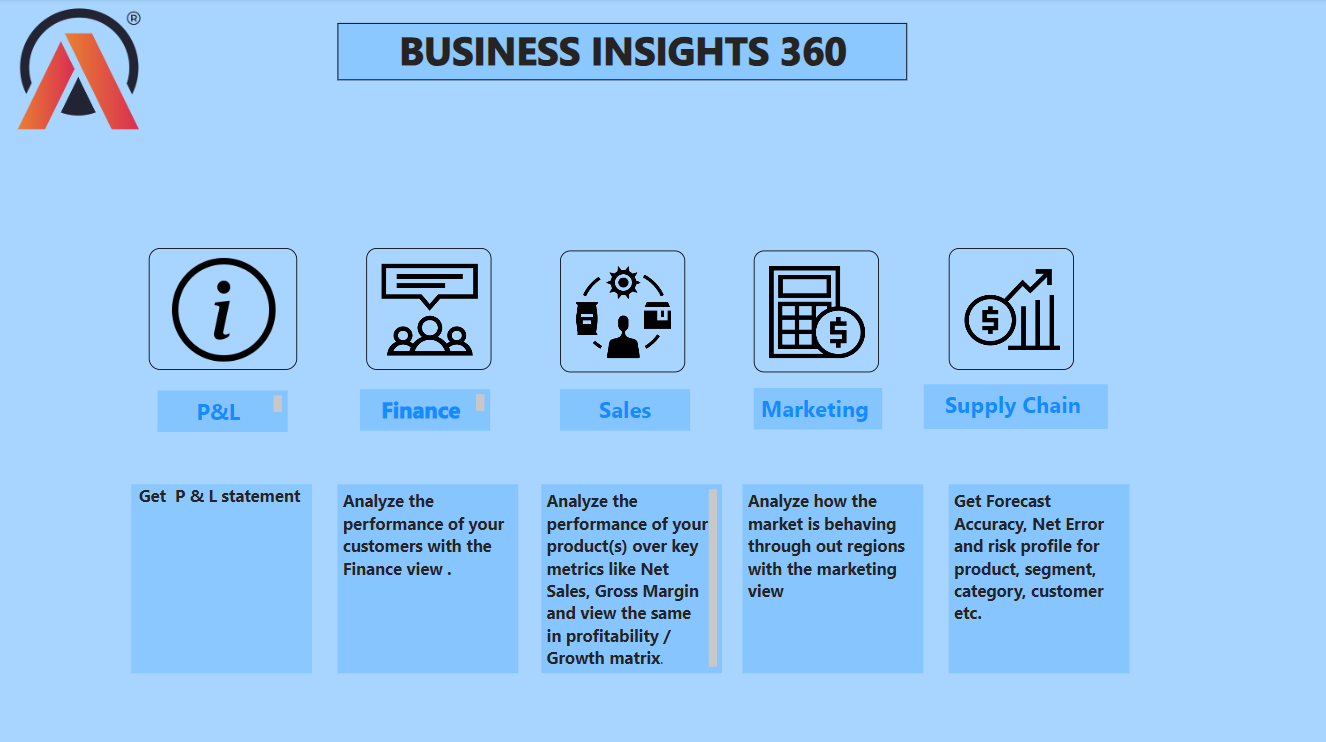 ®
BUSINESS INSIGHTS 360
i
$
$
P&L
Finance
Sales
Marketing
Supply Chain
Get  P & L statement
Analyze the
performance of your
customers with the
Finance view .
Analyze the
performance of your
product(s) over key
metrics like Net
Sales, Gross Margin
and view the same
in profitability /
Growth matrix.
Analyze how the
market is behaving
through out regions
with the marketing
view
Get Forecast
Accuracy, Net Error
and risk profile for
product, segment,
category, customer
etc.